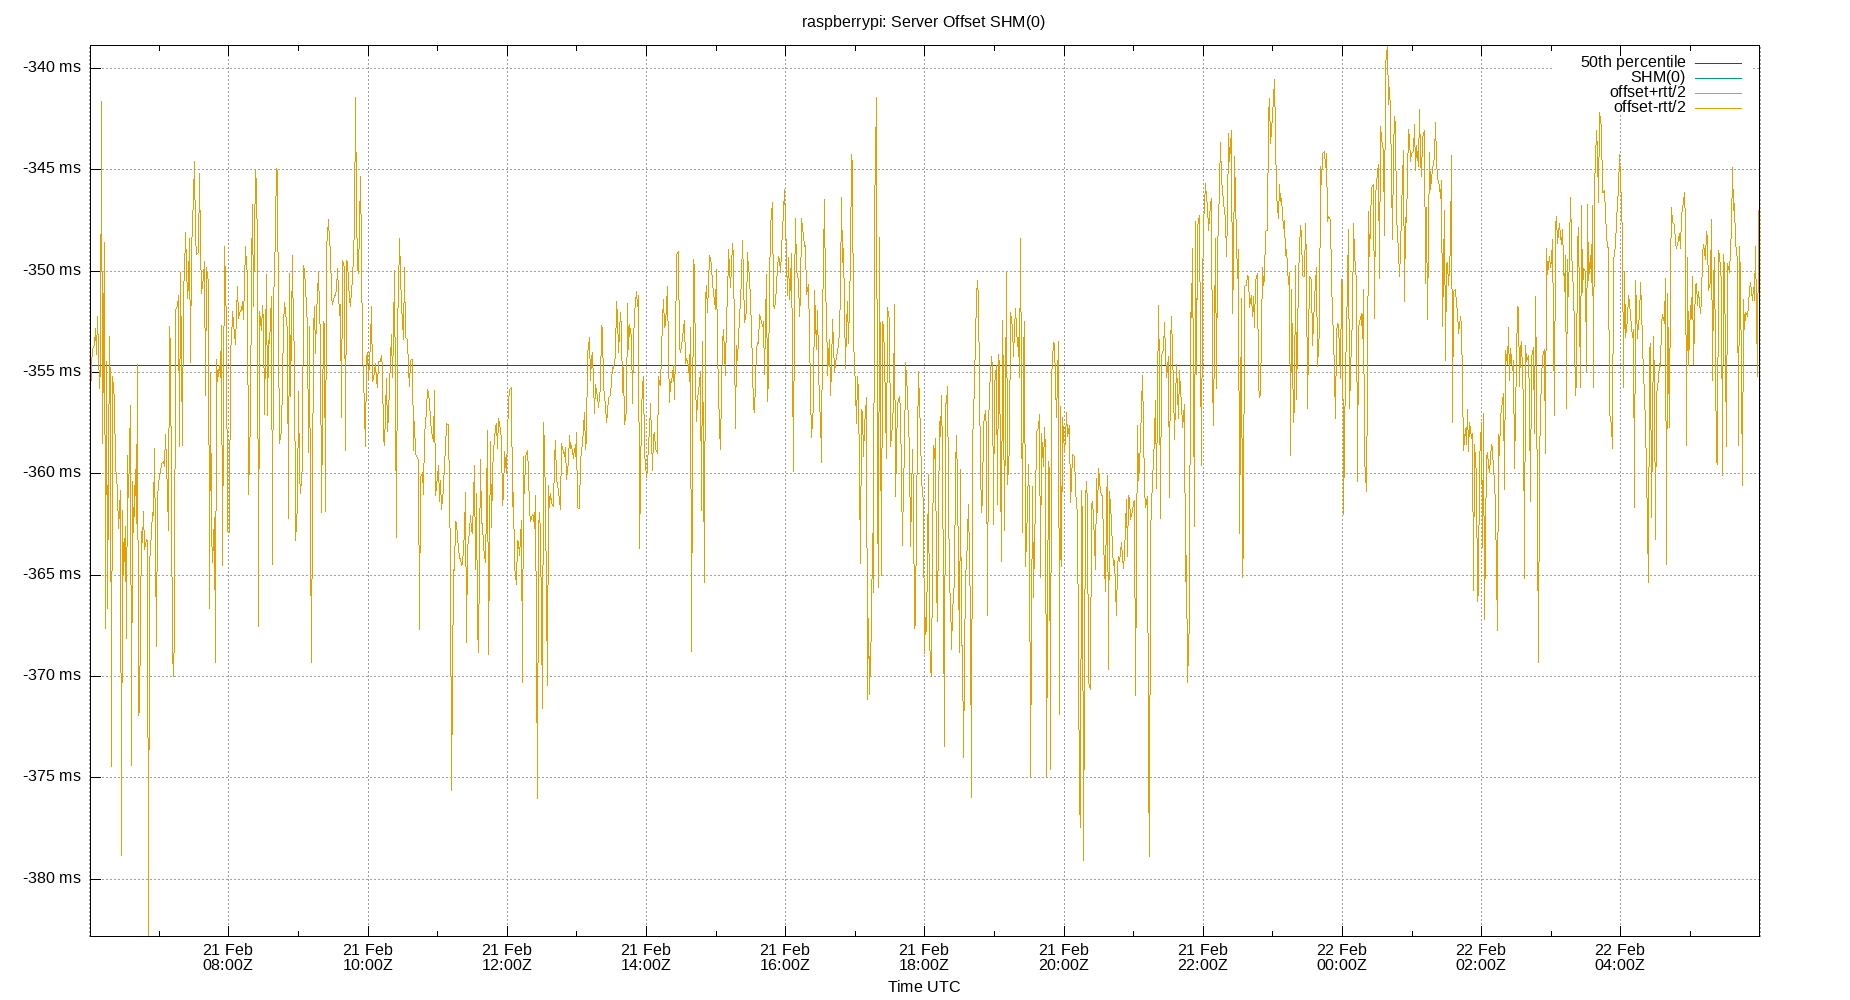 raspberrypi: Server Offset SHM(0)
-340 ms
-345 ms
-350 ms
-355 ms
-360 ms
-365 ms
-370 ms
-375 ms
-380 ms
50th percentile
SHM(0)
offset+rtt/2
offset-rtt/2
21 Feb 21 Feb 21 Feb 21 Feb 21 Feb 21 Feb 21 Feb 21 Feb 22 Feb 22 Feb 22 Feb
08:00Z 10:00Z 12:00Z 14:00Z 16:00Z 18:00Z 20:00Z 22:00Z 00:00Z 02:00Z 04:00Z
Time UTC